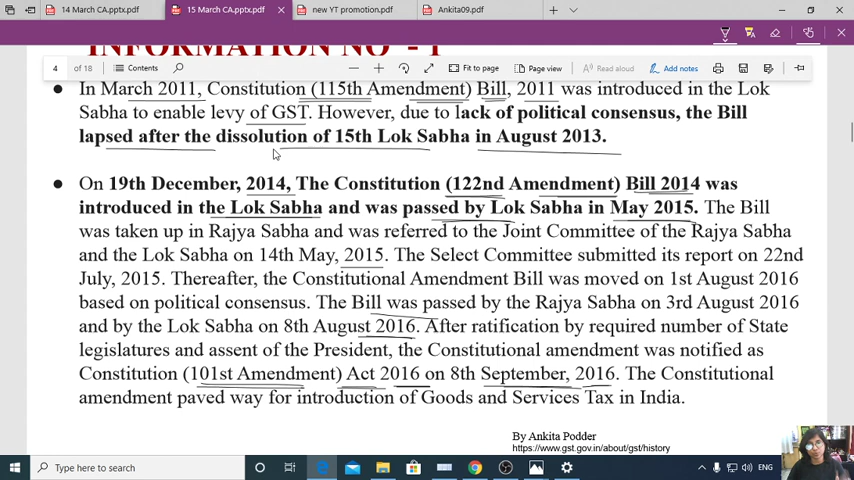 14 March CA.pptx.pdf
15 March CA.pptx.pdf
new YT promotion.pdf
Ankita09.pdf
INFORMATION NO - 1
4 of 18
Contents
Fit to page
Page view
Read aloud
Add notes
• In March 2011, Constitution (115th Amendment) Bill, 2011 was introduced in the Lok
Sabha to enable levy of GST. However, due to lack of political consensus, the Bill
lapsed after the dissolution of 15th Lok Sabha in August 2013.
• On 19th December, 2014, The Constitution (122nd Amendment) Bill 2014 was
introduced in the Lok Sabha and was passed by Lok Sabha in May 2015. The Bill
was taken up in Rajya Sabha and was referred to the Joint Committee of the Rajya Sabha
and the Lok Sabha on 14th May, 2015. The Select Committee submitted its report on 22nd
July, 2015. Thereafter, the Constitutional Amendment Bill was moved on 1st August 2016
based on political consensus. The Bill was passed by the Rajya Sabha on 3rd August 2016
and by the Lok Sabha on 8th August 2016. After ratification by required number of State
legislatures and assent of the President, the Constitutional amendment was notified as
Constitution (101st Amendment) Act 2016 on 8th September, 2016. The Constitutional
amendment paved way for introduction of Goods and Services Tax in India.
By Ankita Podder
https://www.gst.gov.in/about/gst/history
Type here to search
ENG